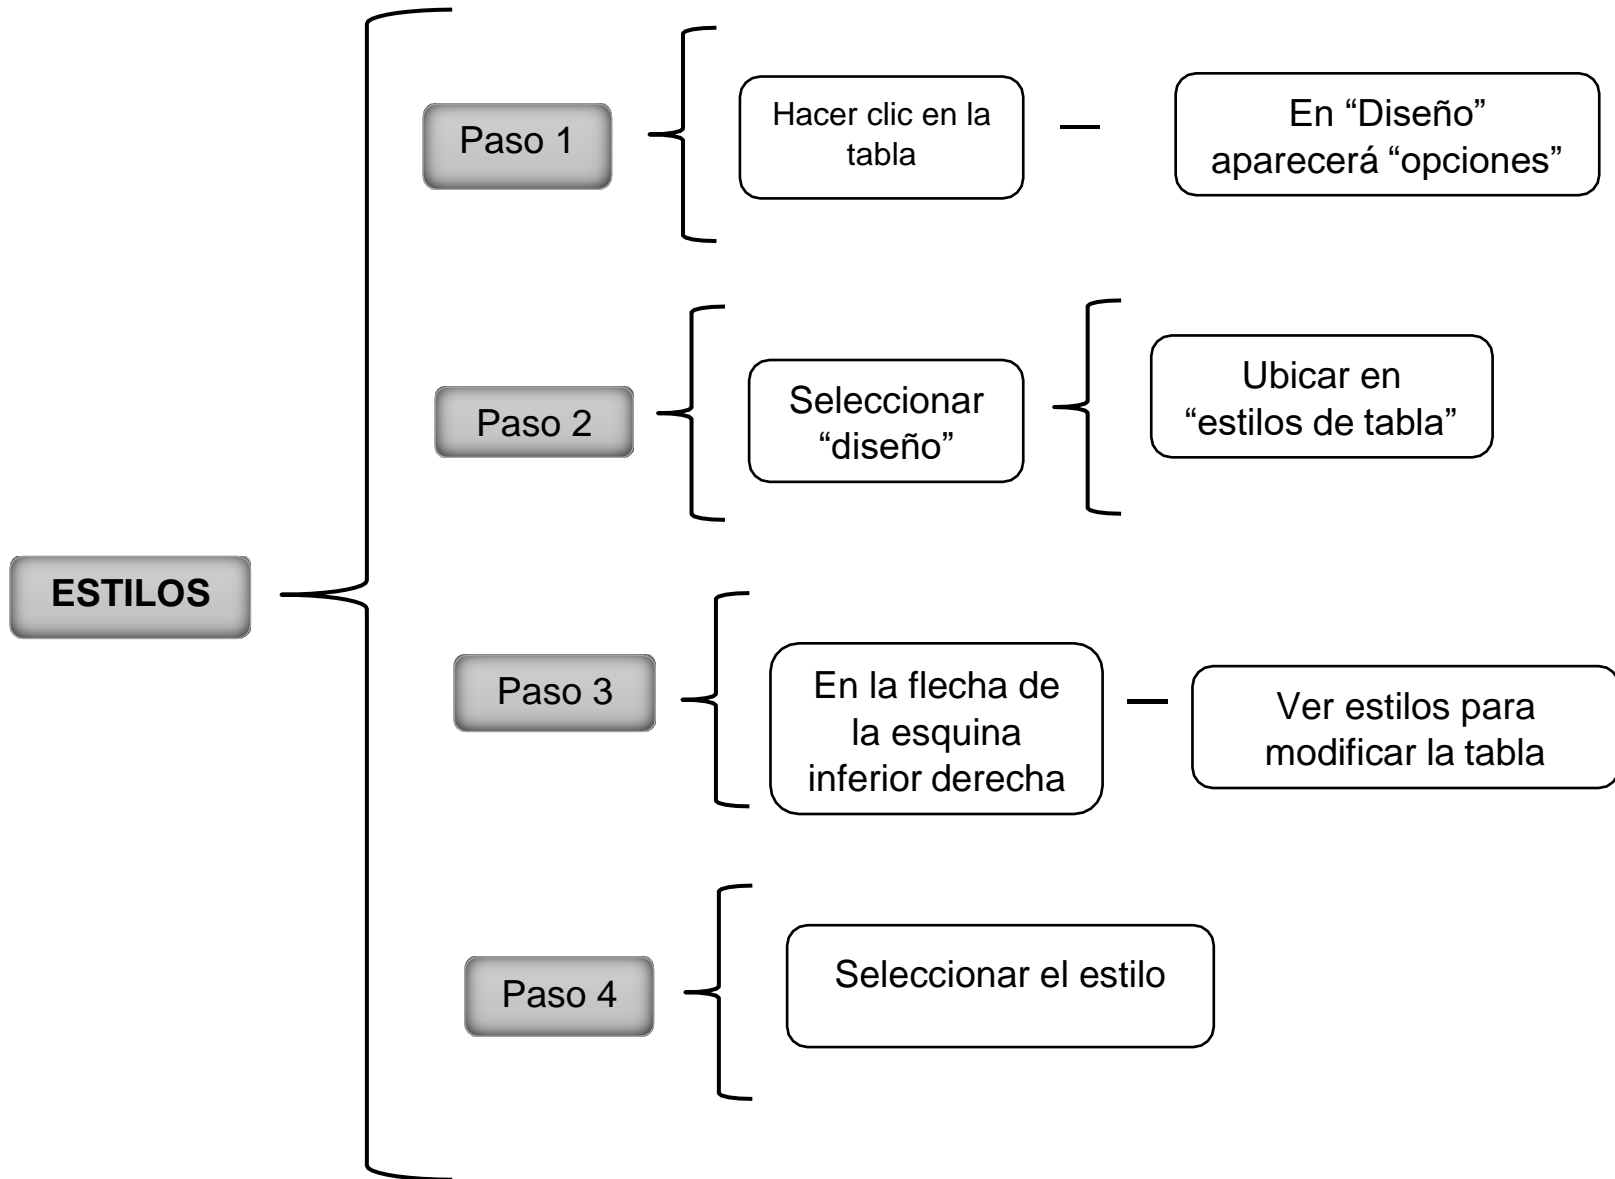 ESTILOS
Paso 1
Hacer clic en la
tabla
En “Diseño”
aparecerá “opciones”
Paso 2
Seleccionar
“diseño”
Ubicar en
“estilos de tabla”
Paso 3
En la flecha de
la esquina
inferior derecha
Ver estilos para
modificar la tabla
Paso 4
Seleccionar el estilo